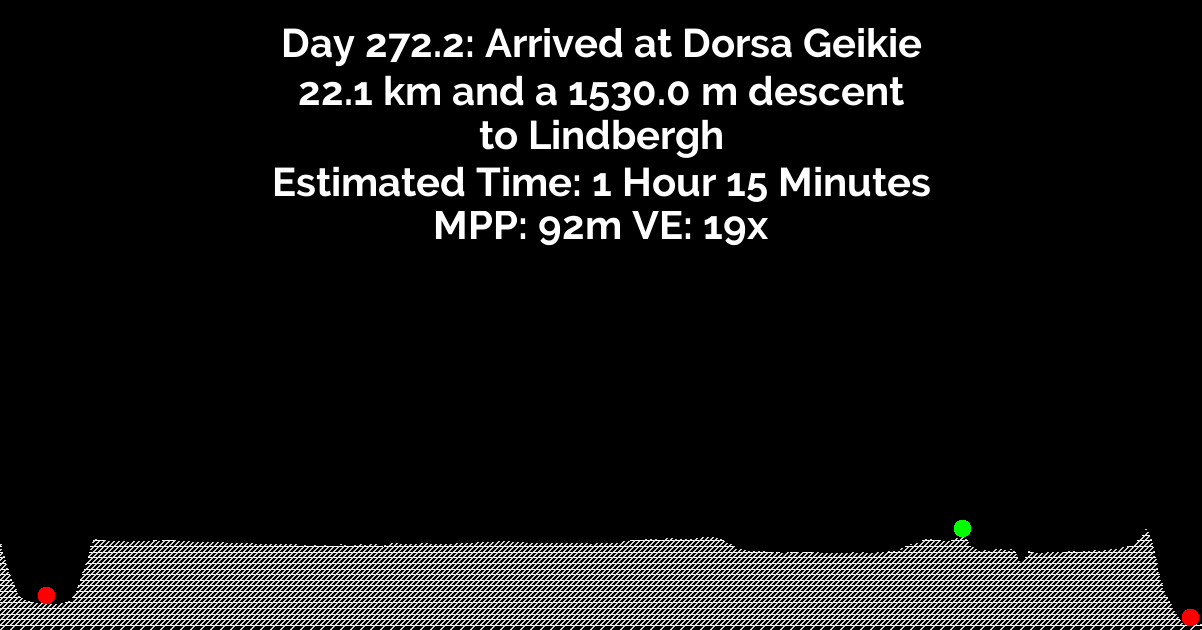 Day 272.2: Arrived at Dorsa Geikie
22.1 km and a 1530.0 m descent
to Lindbergh
Estimated Time: 1 Hour 15 Minutes
MPP: 92m VE: 19x